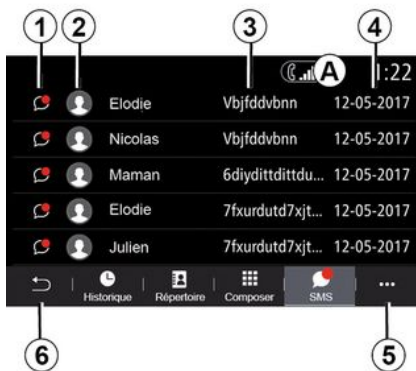 1 2 3 4
A 1:22
Elodie Vbjfddvbnn 12-05-2017
Nicolas Vbjfddvbnn 12-05-2017
Maman 6diydittdittdu... 12-05-2017
Elodie 7fxurdutd7xjt... 12-05-2017
Julien 7fxurdutd7xjt... 12-05-2017
Historique Répertoire Composer SMS ...
6 5